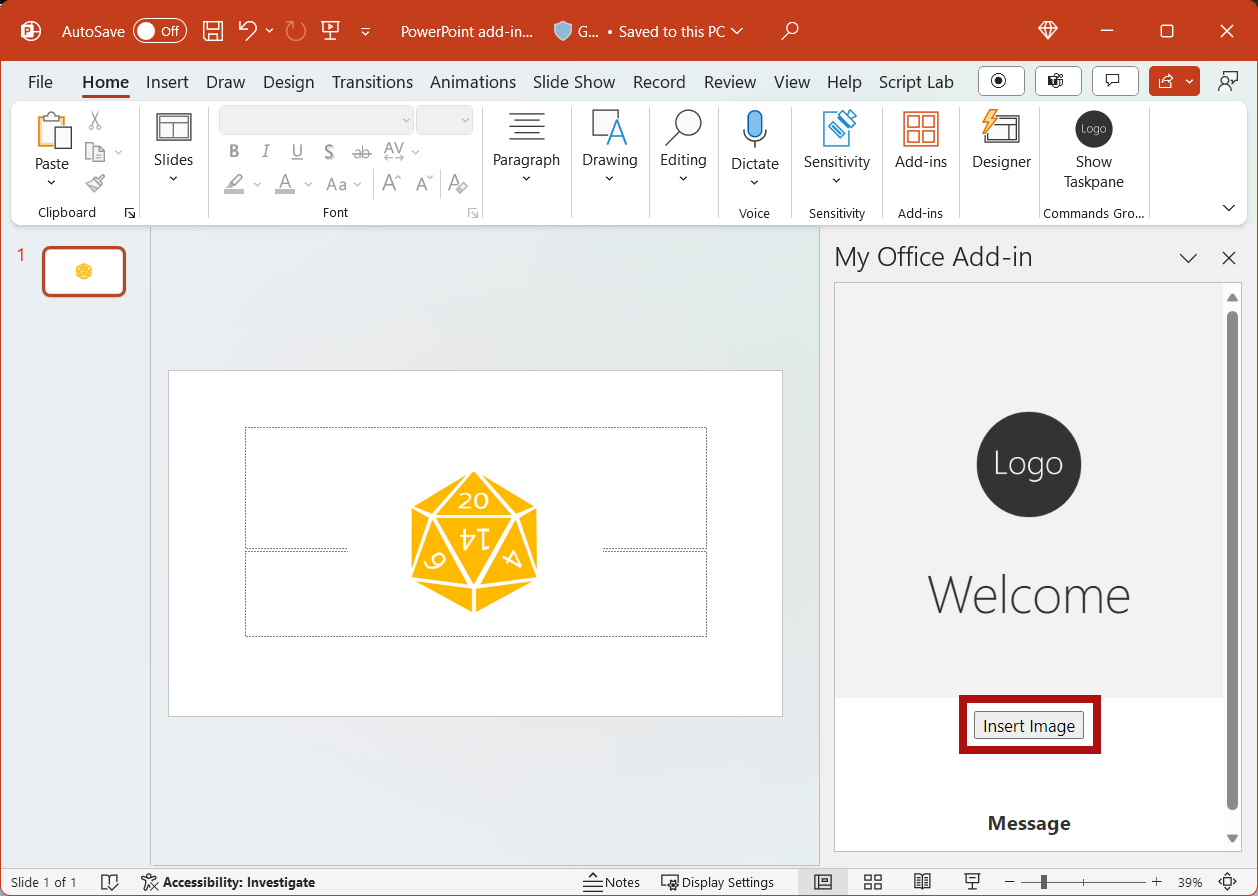 AutoSave Off PowerPoint add-in... G... • Saved to this PC
File Home Insert Draw Design Transitions Animations Slide Show Record Review View Help Script Lab
Paste
Slides
B I U S ab AV
A Aa A A A
Paragraph
Drawing
Editing
Dictate
Sensitivity
Add-ins
Designer
Logo
Show
Taskpane
Clipboard Font Voice Sensitivity Add-ins Commands Gro...
1
20
14
6
4
My Office Add-in
Logo
Welcome
Insert Image
Message
Slide 1 of 1 Accessibility: Investigate Notes Display Settings 39%